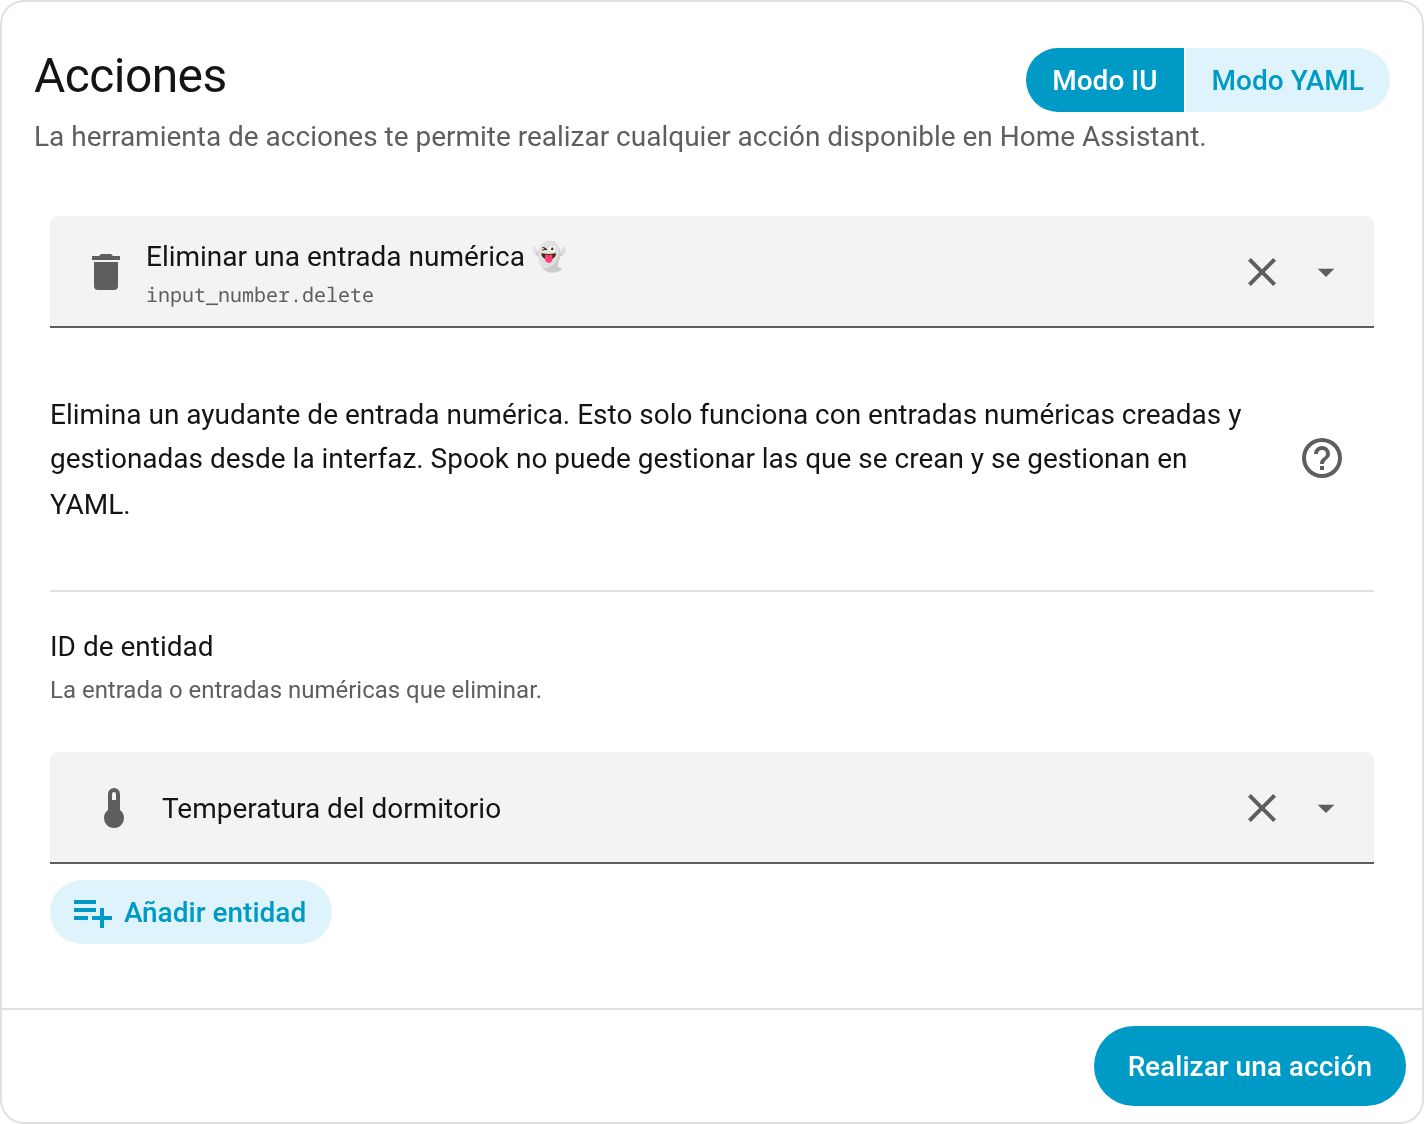 Acciones
Modo IU
Modo YAML
La herramienta de acciones te permite realizar cualquier acción disponible en Home Assistant.
Eliminar una entrada numérica 👻
input_number.delete
Elimina un ayudante de entrada numérica. Esto solo funciona con entradas numéricas creadas y
gestionadas desde la interfaz. Spook no puede gestionar las que se crean y se gestionan en
YAML.
ID de entidad
La entrada o entradas numéricas que eliminar.
Temperatura del dormitorio
Añadir entidad
Realizar una acción